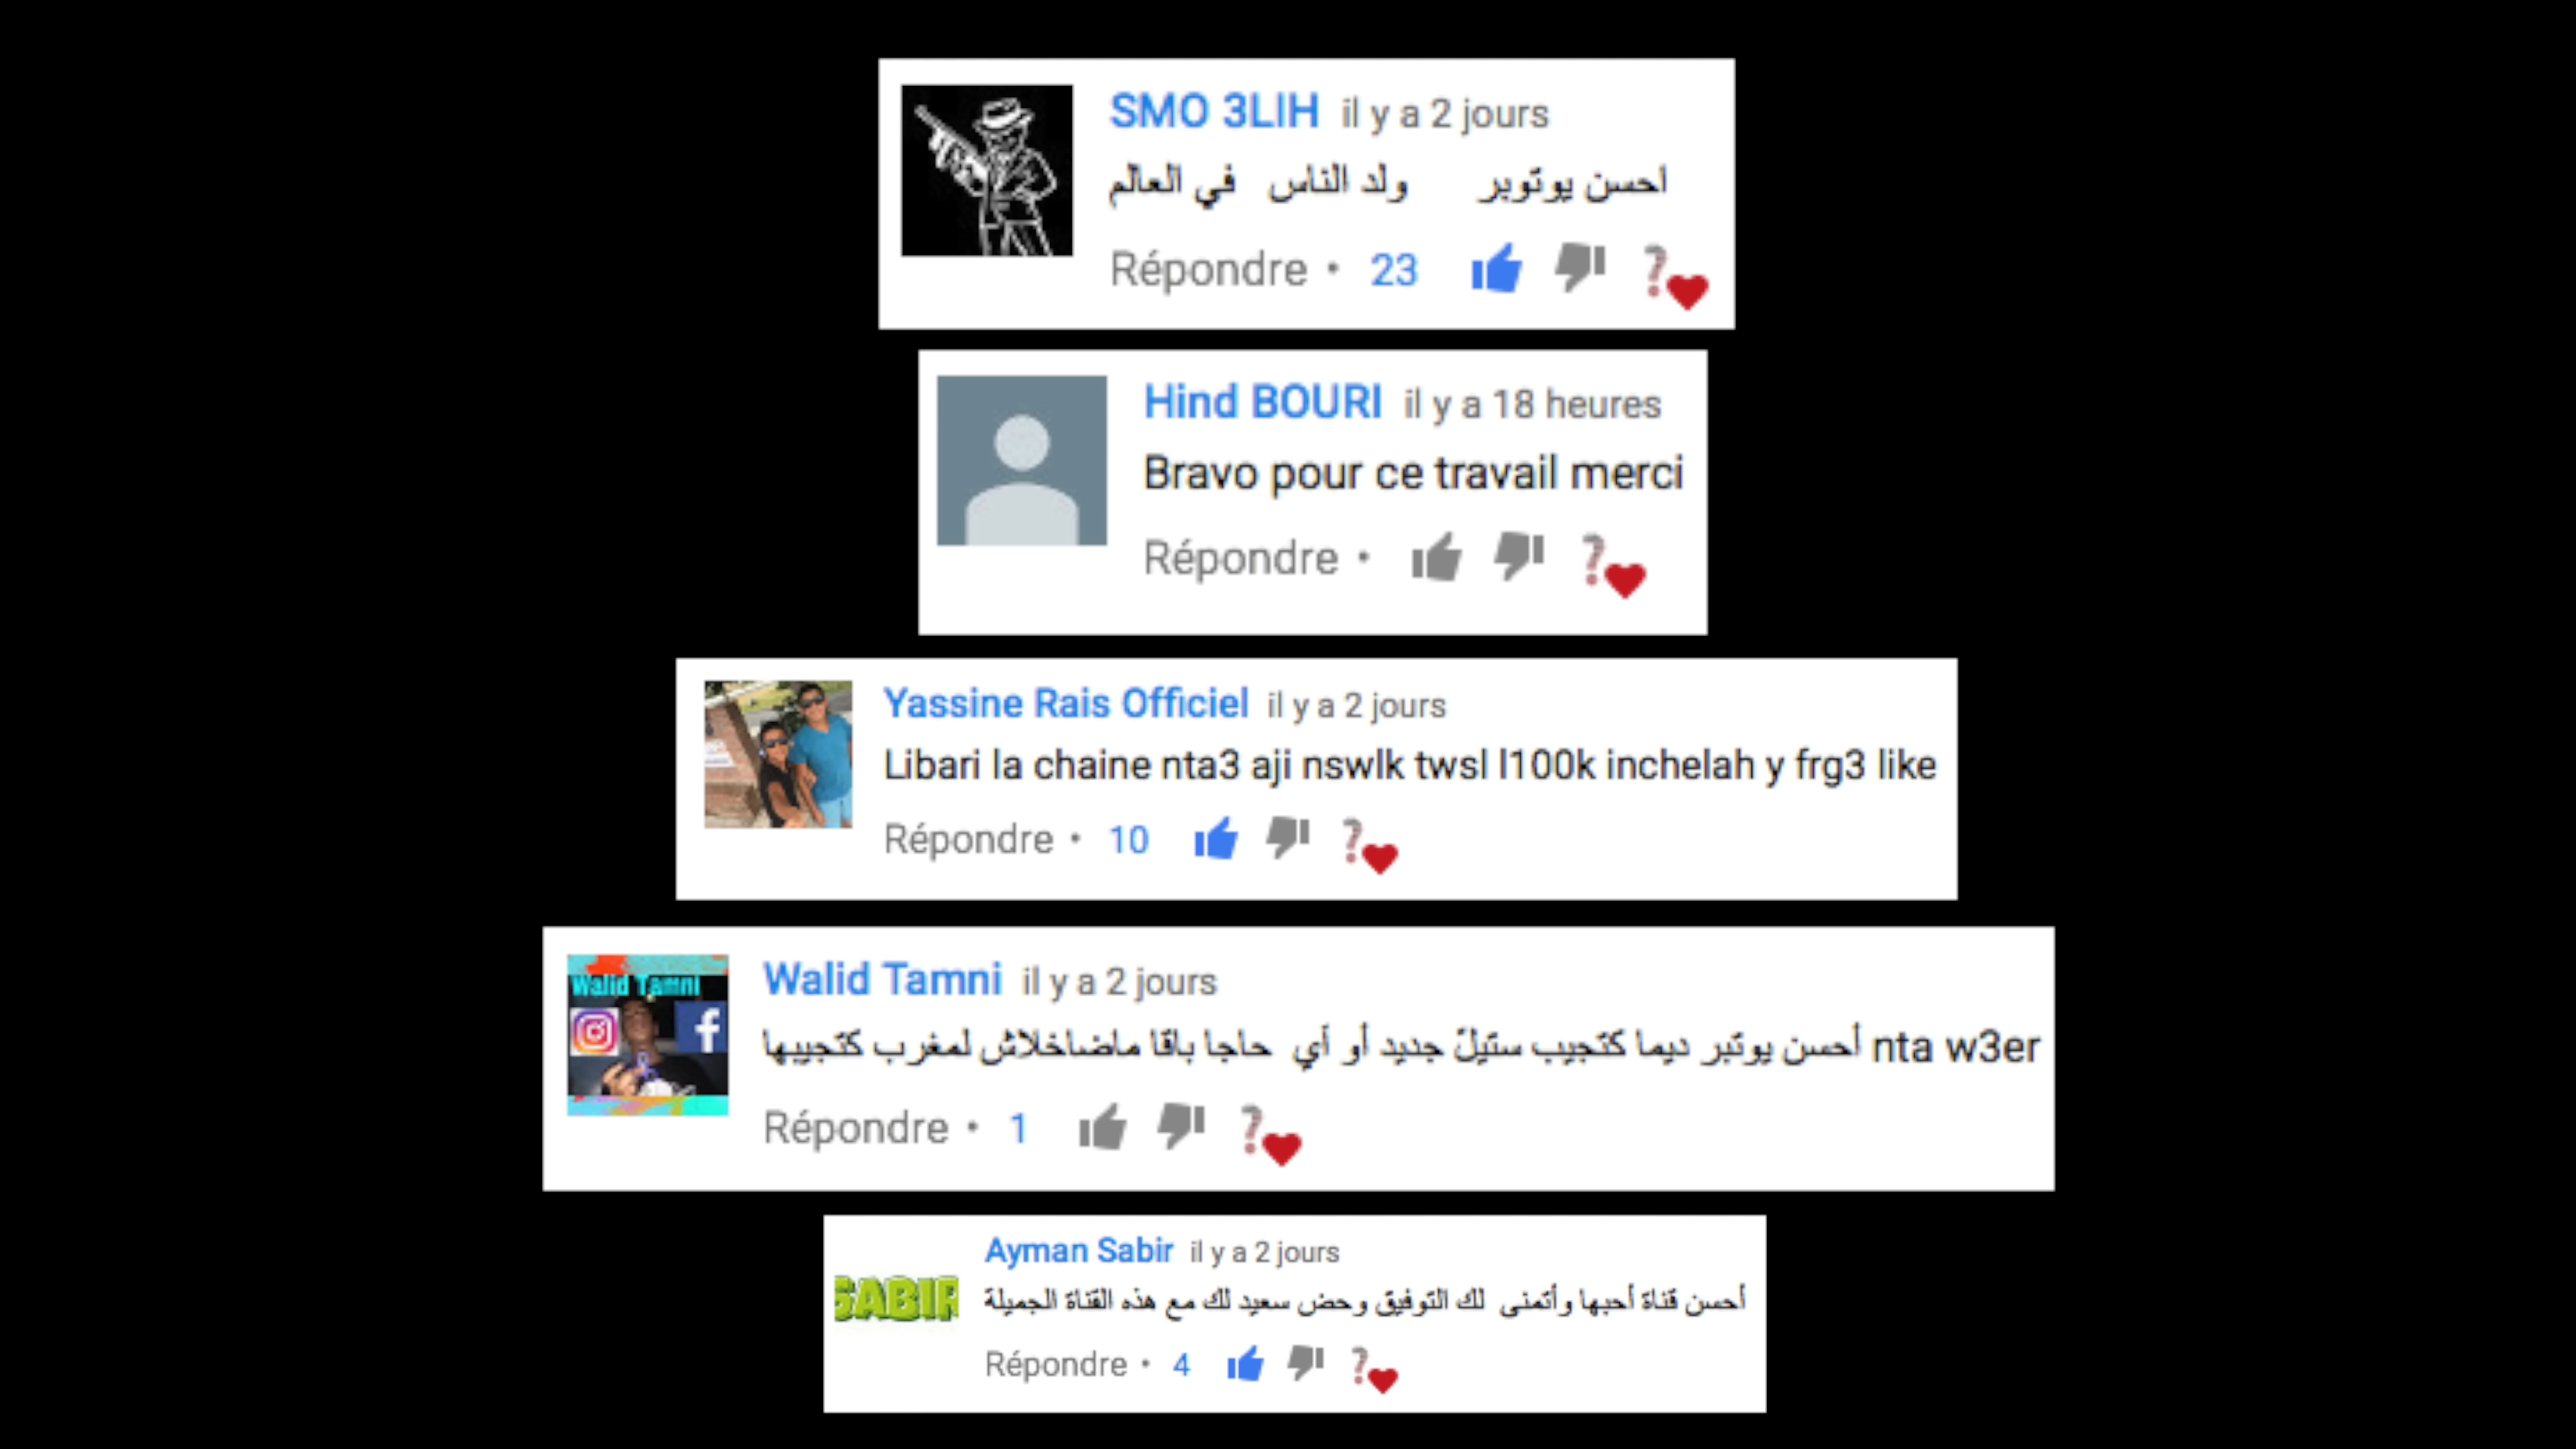 SMO 3LIH il y a 2 jours
احسن يوتوبر ولد الناس في العالم
Répondre • 23
Hind BOURI il y a 18 heures
Bravo pour ce travail merci
Répondre •
Yassine Rais Officiel il y a 2 jours
Libari la chaine nta3 aji nswlk twsl l100k inchelah y frg3 like
Répondre • 10
Walid Tamni
Walid Tamni il y a 2 jours
nta w3er أحسن يوتبر ديما كتجيب ستيلّ جديد أو أي حاجا باقا ماضاخلاش لمغرب كتجيبها
Répondre • 1
SABIR
Ayman Sabir il y a 2 jours
أحسن قناة أحبها وأتمنى لك التوفيق وحض سعيد لك مع هذه القناة الجميلة
Répondre • 4